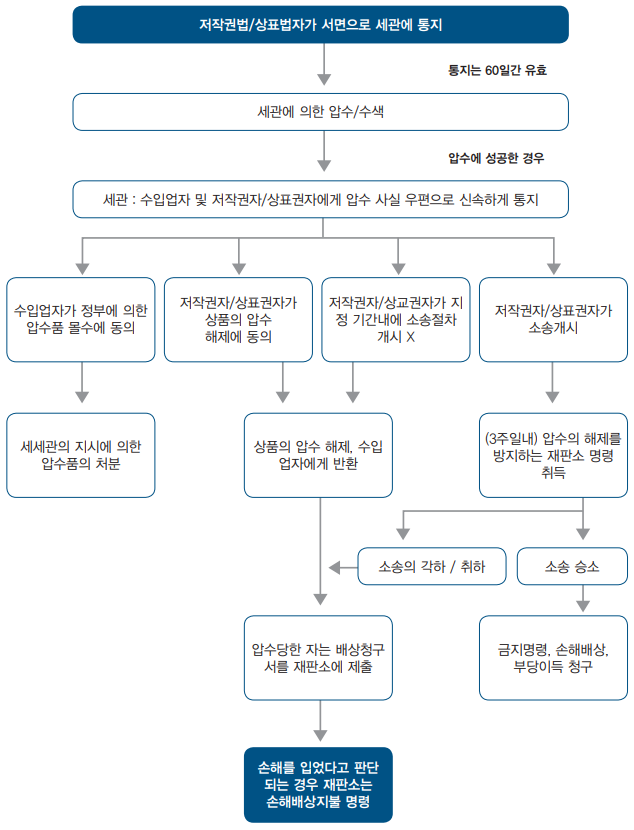 저작권법/상표법자가 서면으로 세관에 통지
통지는 60일간 유효
세관에 의한 압수/수색
압수에 성공한 경우
세관 : 수입업자 및 저작권자/상표권자에게 압수 사실 우편으로 신속하게 통지
수입업자가 정부에 의한
압수품 몰수에 동의
저작권자/상표권자가
상품의 압수
해제에 동의
저작권자/상교권자가 지
정 기간내에 소송절차
개시 X
저작권자/상표권자가
소송개시
세세관의 지시에 의한
압수품의 처분
상품의 압수 해제, 수입
업자에게 반환
(3주일내) 압수의 해제를
방지하는 재판소 명령
취득
소송의 각하 / 취하
소송 승소
압수당한 자는 배상청구
서를 재판소에 제출
금지명령, 손해배상,
부당이득 청구
손해를 입었다고 판단
되는 경우 재판소는
손해배상지불 명령